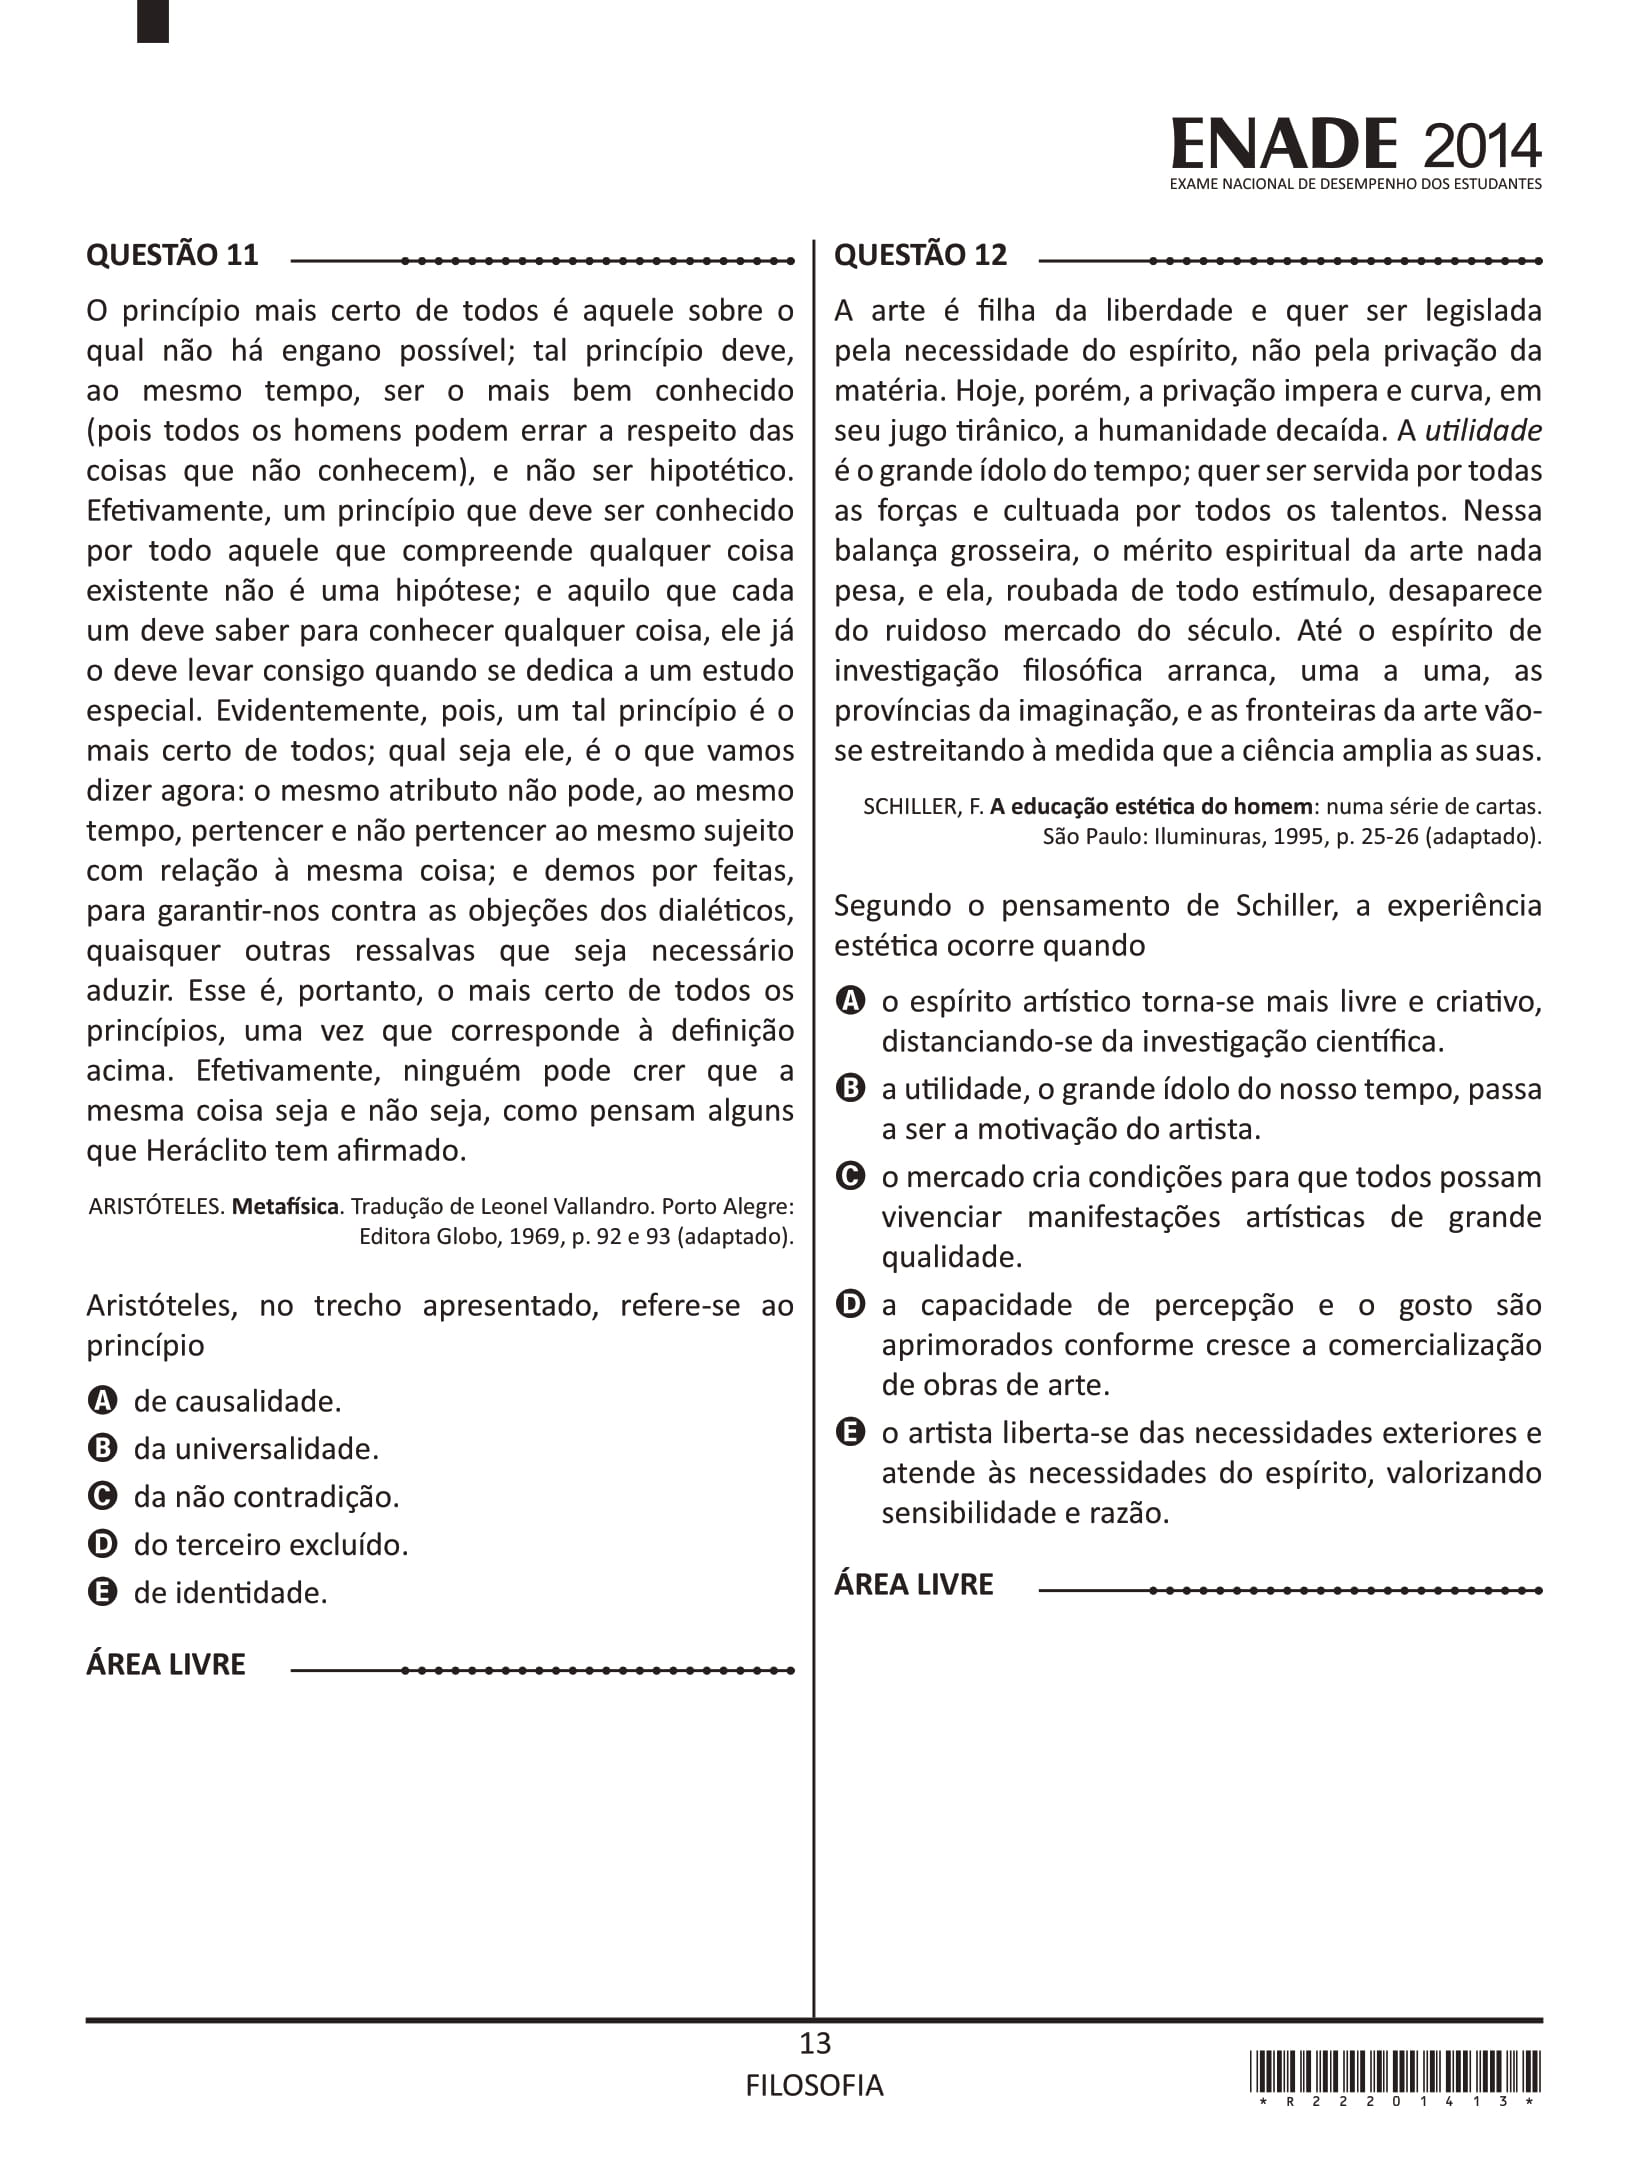 ENADE 2014
EXAME NACIONAL DE DESEMPENHO DOS ESTUDANTES
QUESTÃO 11
O princípio mais certo de todos é aquele sobre o
qual não há engano possível; tal princípio deve,
ao mesmo tempo, ser o mais bem conhecido
(pois todos os homens podem errar a respeito das
coisas que não conhecem), e não ser hipotético.
Efetivamente, um princípio que deve ser conhecido
por todo aquele que compreende qualquer coisa
existente não é uma hipótese; e aquilo que cada
um deve saber para conhecer qualquer coisa, ele já
o deve levar consigo quando se dedica a um estudo
especial. Evidentemente, pois, um tal princípio é o
mais certo de todos; qual seja ele, é o que vamos
dizer agora: o mesmo atributo não pode, ao mesmo
tempo, pertencer e não pertencer ao mesmo sujeito
com relação à mesma coisa; e demos por feitas,
para garantir-nos contra as objeções dos dialéticos,
quaisquer outras ressalvas que seja necessário
aduzir. Esse é, portanto, o mais certo de todos os
princípios, uma vez que corresponde à definição
acima. Efetivamente, ninguém pode crer que a
mesma coisa seja e não seja, como pensam alguns
que Heráclito tem afirmado.
ARISTÓTELES. Metafísica. Tradução de Leonel Vallandro. Porto Alegre:
Editora Globo, 1969, p. 92 e 93 (adaptado).
Aristóteles, no trecho apresentado, refere-se ao
princípio
A de causalidade.
B da universalidade.
C da não contradição.
D do terceiro excluído.
E de identidade.
ÁREA LIVRE
QUESTÃO 12
A arte é filha da liberdade e quer ser legislada
pela necessidade do espírito, não pela privação da
matéria. Hoje, porém, a privação impera e curva, em
seu jugo tirânico, a humanidade decaída. A utilidade
é o grande ídolo do tempo; quer ser servida por todas
as forças e cultuada por todos os talentos. Nessa
balança grosseira, o mérito espiritual da arte nada
pesa, e ela, roubada de todo estímulo, desaparece
do ruidoso mercado do século. Até o espírito de
investigação filosófica arranca, uma a uma, as
províncias da imaginação, e as fronteiras da arte vão-
se estreitando à medida que a ciência amplia as suas.
SCHILLER, F. A educação estética do homem: numa série de cartas.
São Paulo: Iluminuras, 1995, p. 25-26 (adaptado).
Segundo o pensamento de Schiller, a experiência
estética ocorre quando
A o espírito artístico torna-se mais livre e criativo,
distanciando-se da investigação científica.
B a utilidade, o grande ídolo do nosso tempo, passa
a ser a motivação do artista.
C o mercado cria condições para que todos possam
vivenciar manifestações artísticas de grande
qualidade.
D a capacidade de percepção e o gosto são
aprimorados conforme cresce a comercialização
de obras de arte.
E o artista liberta-se das necessidades exteriores e
atende às necessidades do espírito, valorizando
sensibilidade e razão.
ÁREA LIVRE
13
FILOSOFIA
*R22201413*